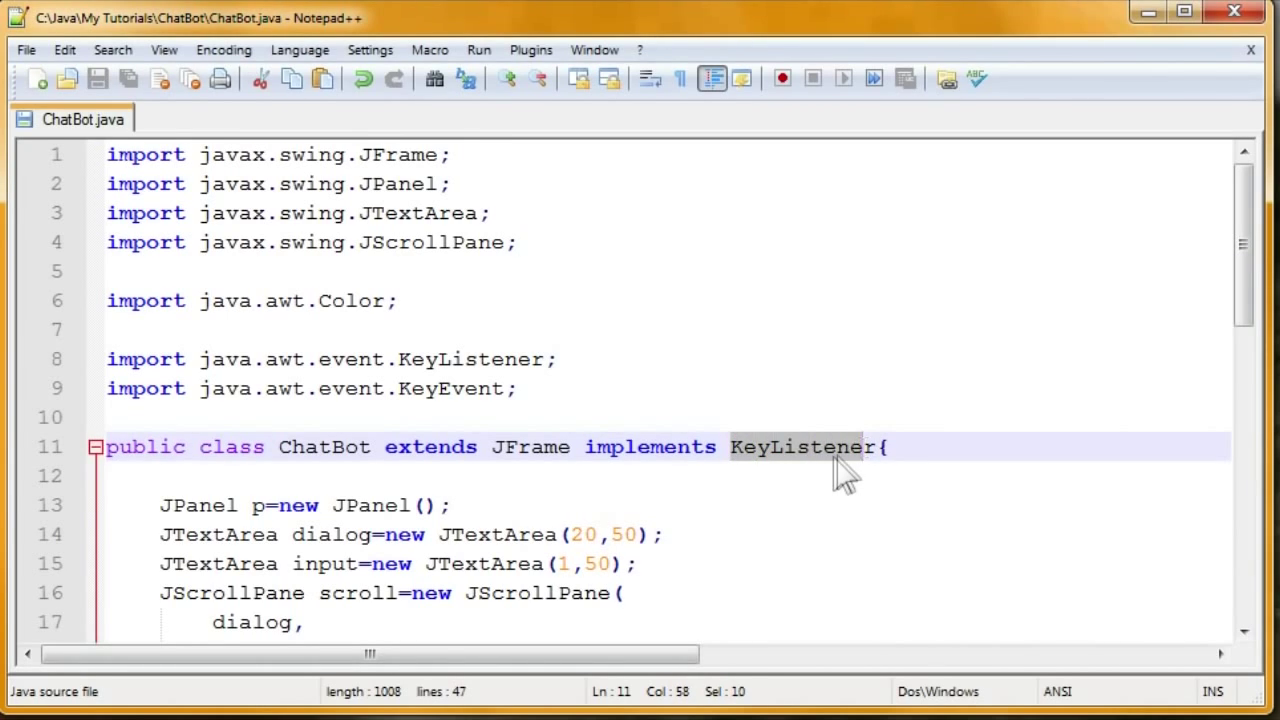 C:\Java\My Tutorials\ChatBot\ChatBot.java - Notepad++
File Edit Search View Encoding Language Settings Macro Run Plugins Window ? X
ABC
ChatBot.java
1 import javax.swing.JFrame;
2 import javax.swing.JPanel;
3 import javax.swing.JTextArea;
4 import javax.swing.JScrollPane;
5
6 import java.awt.Color;
7
8 import java.awt.event.KeyListener;
9 import java.awt.event.KeyEvent;
10
11 public class ChatBot extends JFrame implements KeyListener{
12
13 JPanel p=new JPanel();
14 JTextArea dialog=new JTextArea(20,50);
15 JTextArea input=new JTextArea(1,50);
16 JScrollPane scroll=new JScrollPane(
17 dialog,
Java source file length : 1008 lines : 47 Ln : 11 Col : 58 Sel : 10 Dos\Windows ANSI INS